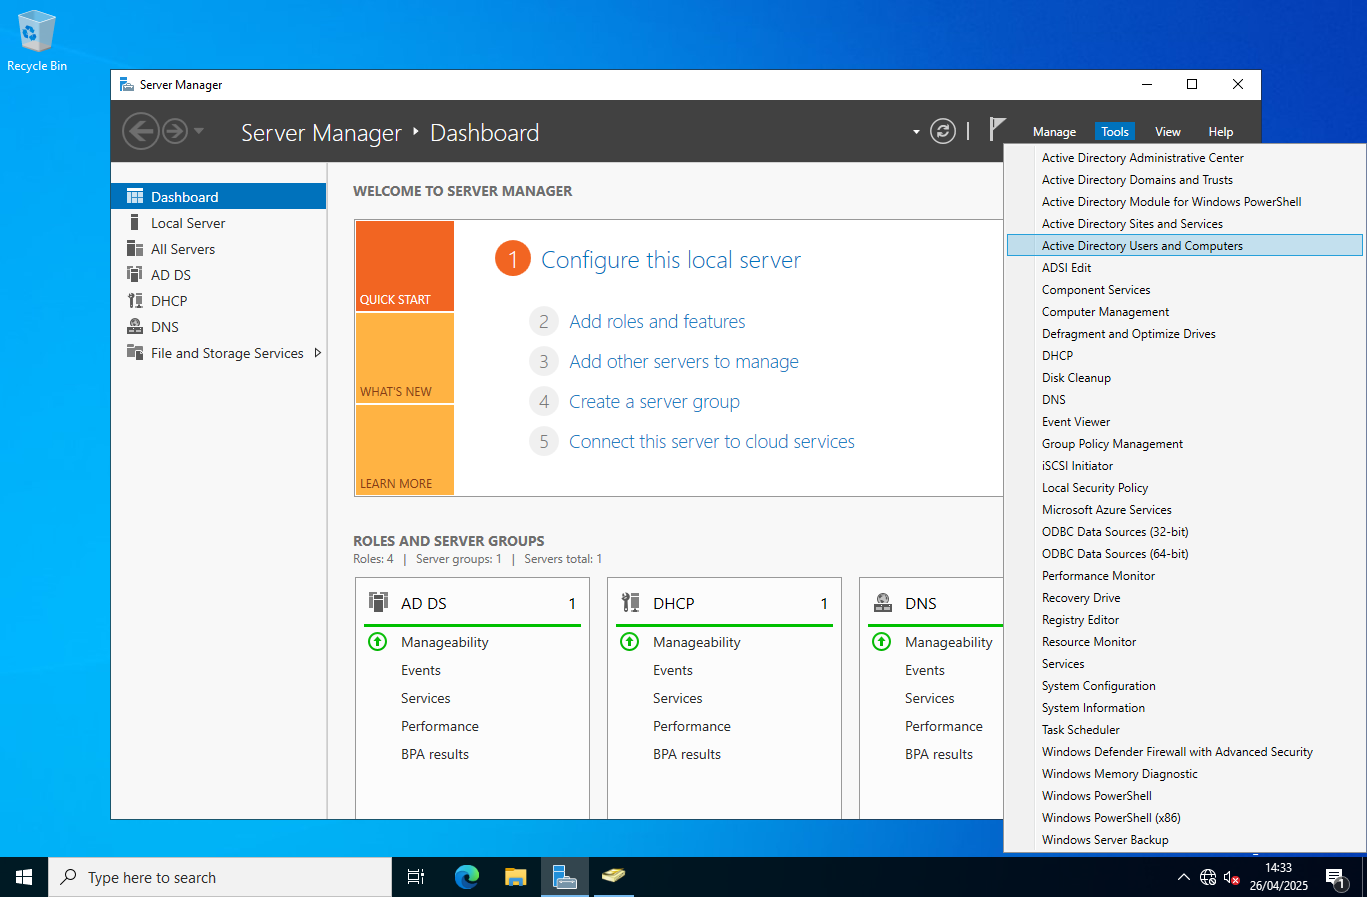 Recycle Bin
Server Manager
Server Manager Dashboard
Manage Tools View Help
Dashboard
Local Server
All Servers
AD DS
DHCP
DNS
File and Storage Services
WELCOME TO SERVER MANAGER
QUICK START
WHAT'S NEW
LEARN MORE
1 Configure this local server
2 Add roles and features
3 Add other servers to manage
4 Create a server group
5 Connect this server to cloud services
ROLES AND SERVER GROUPS
Roles: 4 | Server groups: 1 | Servers total: 1
AD DS 1
Manageability
Events
Services
Performance
BPA results
DHCP 1
Manageability
Events
Services
Performance
BPA results
DNS
Manageability
Events
Services
Performance
BPA results
Active Directory Administrative Center
Active Directory Domains and Trusts
Active Directory Module for Windows PowerShell
Active Directory Sites and Services
Active Directory Users and Computers
ADSI Edit
Component Services
Computer Management
Defragment and Optimize Drives
DHCP
Disk Cleanup
DNS
Event Viewer
Group Policy Management
iSCSI Initiator
Local Security Policy
Microsoft Azure Services
ODBC Data Sources (32-bit)
ODBC Data Sources (64-bit)
Performance Monitor
Recovery Drive
Registry Editor
Resource Monitor
Services
System Configuration
System Information
Task Scheduler
Windows Defender Firewall with Advanced Security
Windows Memory Diagnostic
Windows PowerShell
Windows PowerShell (x86)
Windows Server Backup
Type here to search
14:33
26/04/2025
1